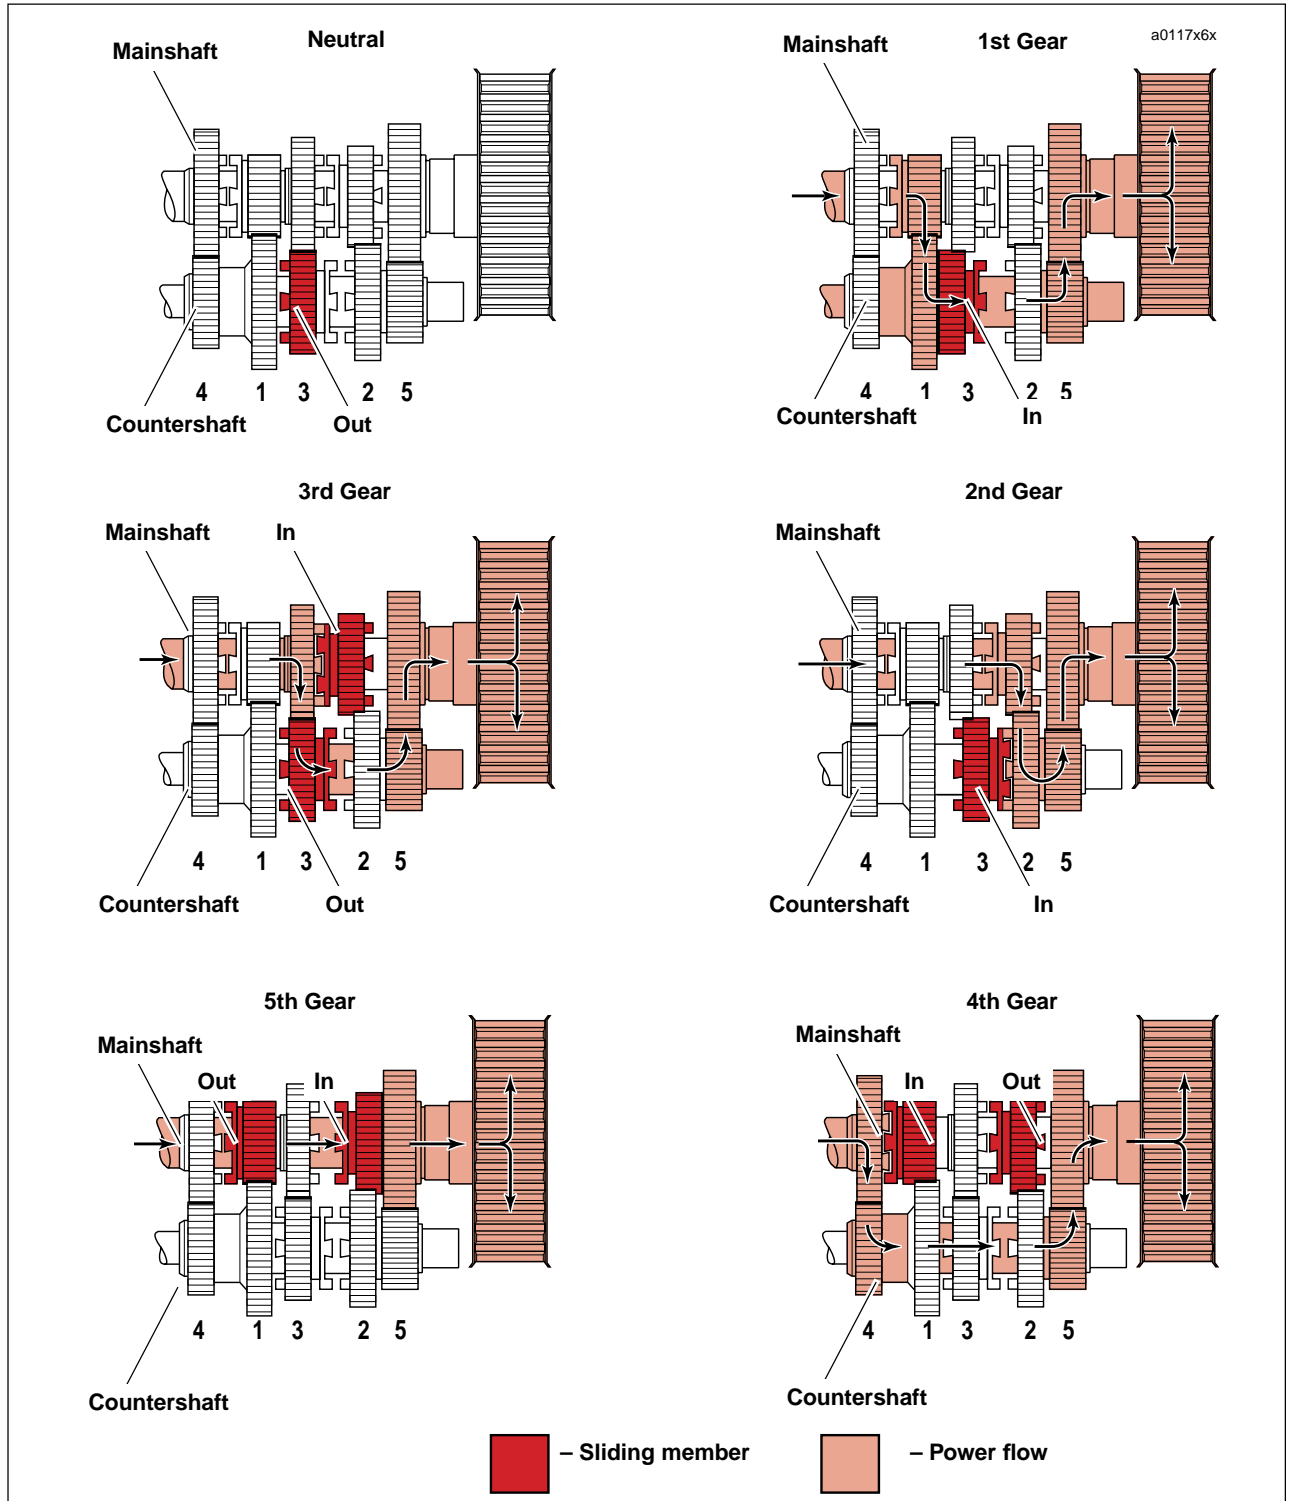 Neutral
Mainshaft
4 1 3 2 5
Countershaft Out
1st Gear
a0117x6x
Mainshaft
4 1 3 2 5
Countershaft In
3rd Gear
Mainshaft In
4 1 3 2 5
Countershaft Out
2nd Gear
Mainshaft
4 1 3 2 5
Countershaft In
5th Gear
Mainshaft
Out In
4 1 3 2 5
Countershaft
4th Gear
Mainshaft
In Out
4 1 3 2 5
Countershaft
– Sliding member
– Power flow